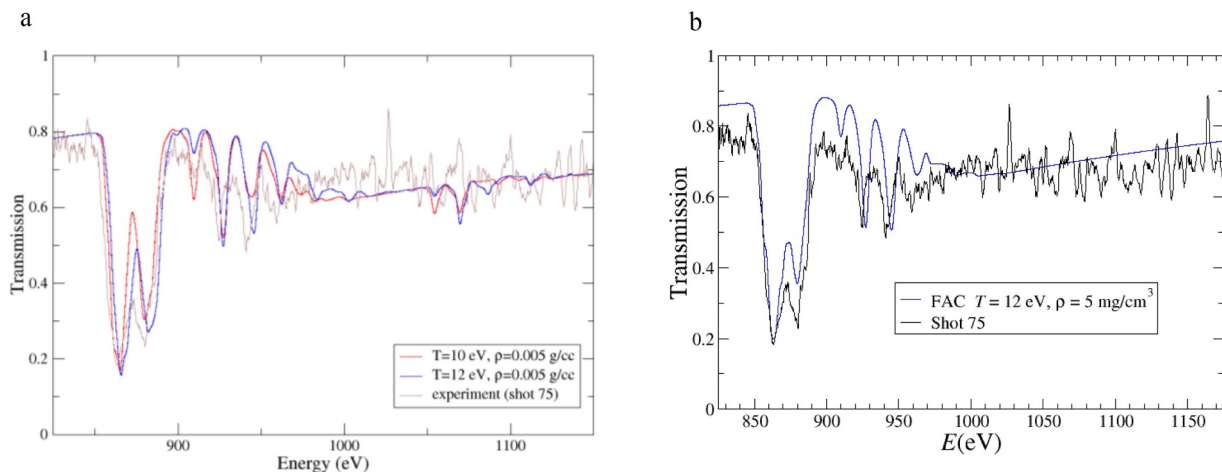 a
1
0.8
0.6
0.4
0.2
0
Transmission
900
1000
1100
Energy (eV)
T=10 eV, ρ=0.005 g/cc
T=12 eV, ρ=0.005 g/cc
experiment (shot 75)
b
1
0.8
0.6
0.4
0.2
0
Transmission
850 900 950 1000 1050 1100 1150
E(eV)
FAC T = 12 eV, ρ = 5 mg/cm³
Shot 75